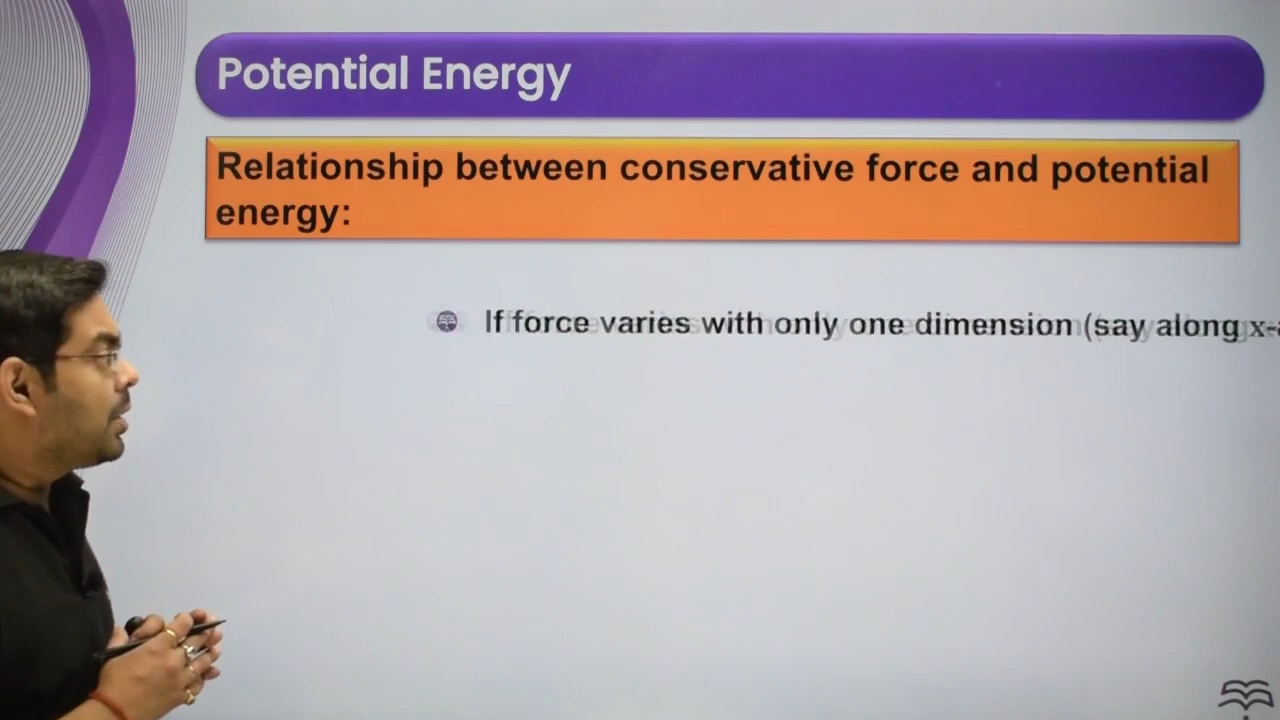 Potential Energy
Relationship between conservative force and potential
energy:
If force varies with only one dimension (say along x-